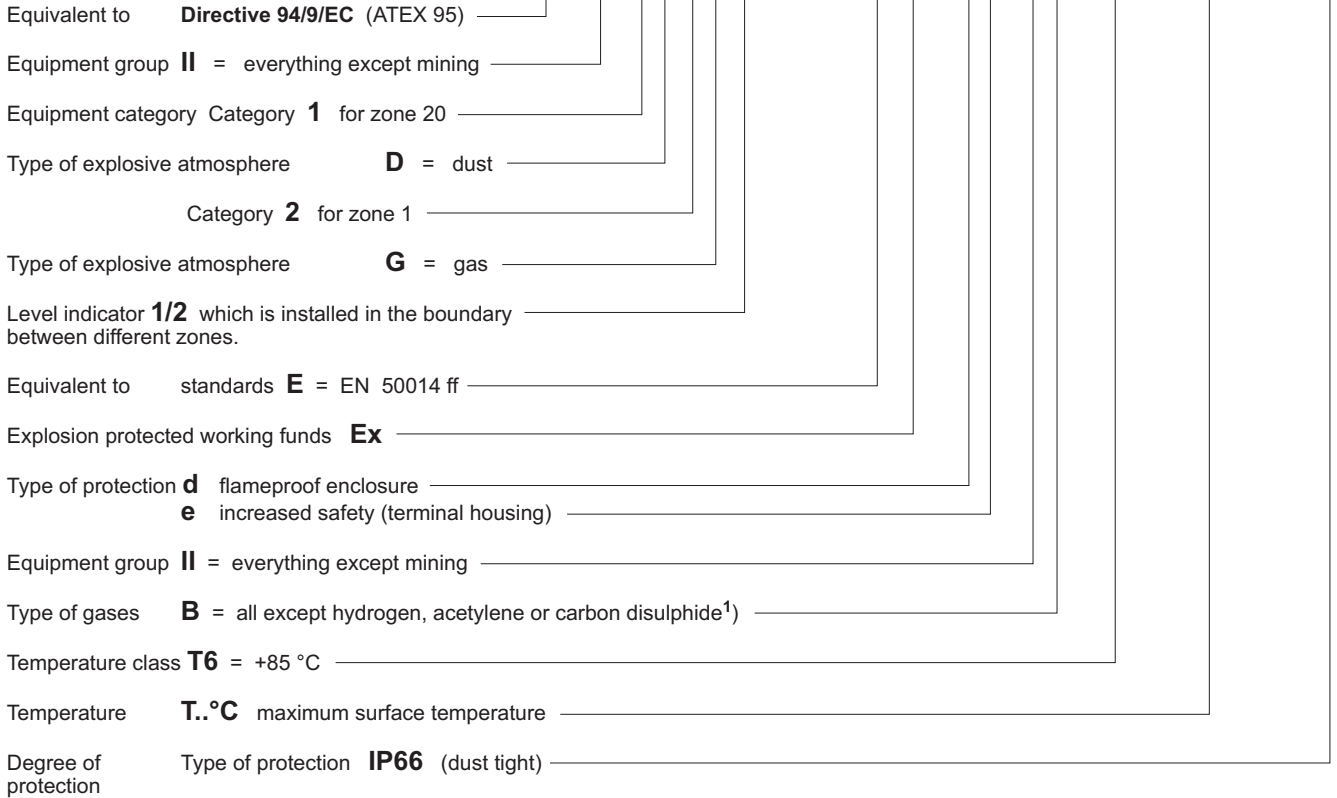 Equivalent to Directive 94/9/EC (ATEX 95)
Equipment group II = everything except mining
Equipment category Category 1 for zone 20
Type of explosive atmosphere D = dust
Category 2 for zone 1
Type of explosive atmosphere G = gas
Level indicator 1/2 which is installed in the boundary
between different zones.
Equivalent to standards E = EN 50014 ff
Explosion protected working funds Ex
Type of protection d flameproof enclosure
e increased safety (terminal housing)
Equipment group II = everything except mining
Type of gases B = all except hydrogen, acetylene or carbon disulphide1)
Temperature class T6 = +85 °C
Temperature T..°C maximum surface temperature
Degree of Type of protection IP66 (dust tight)
protection